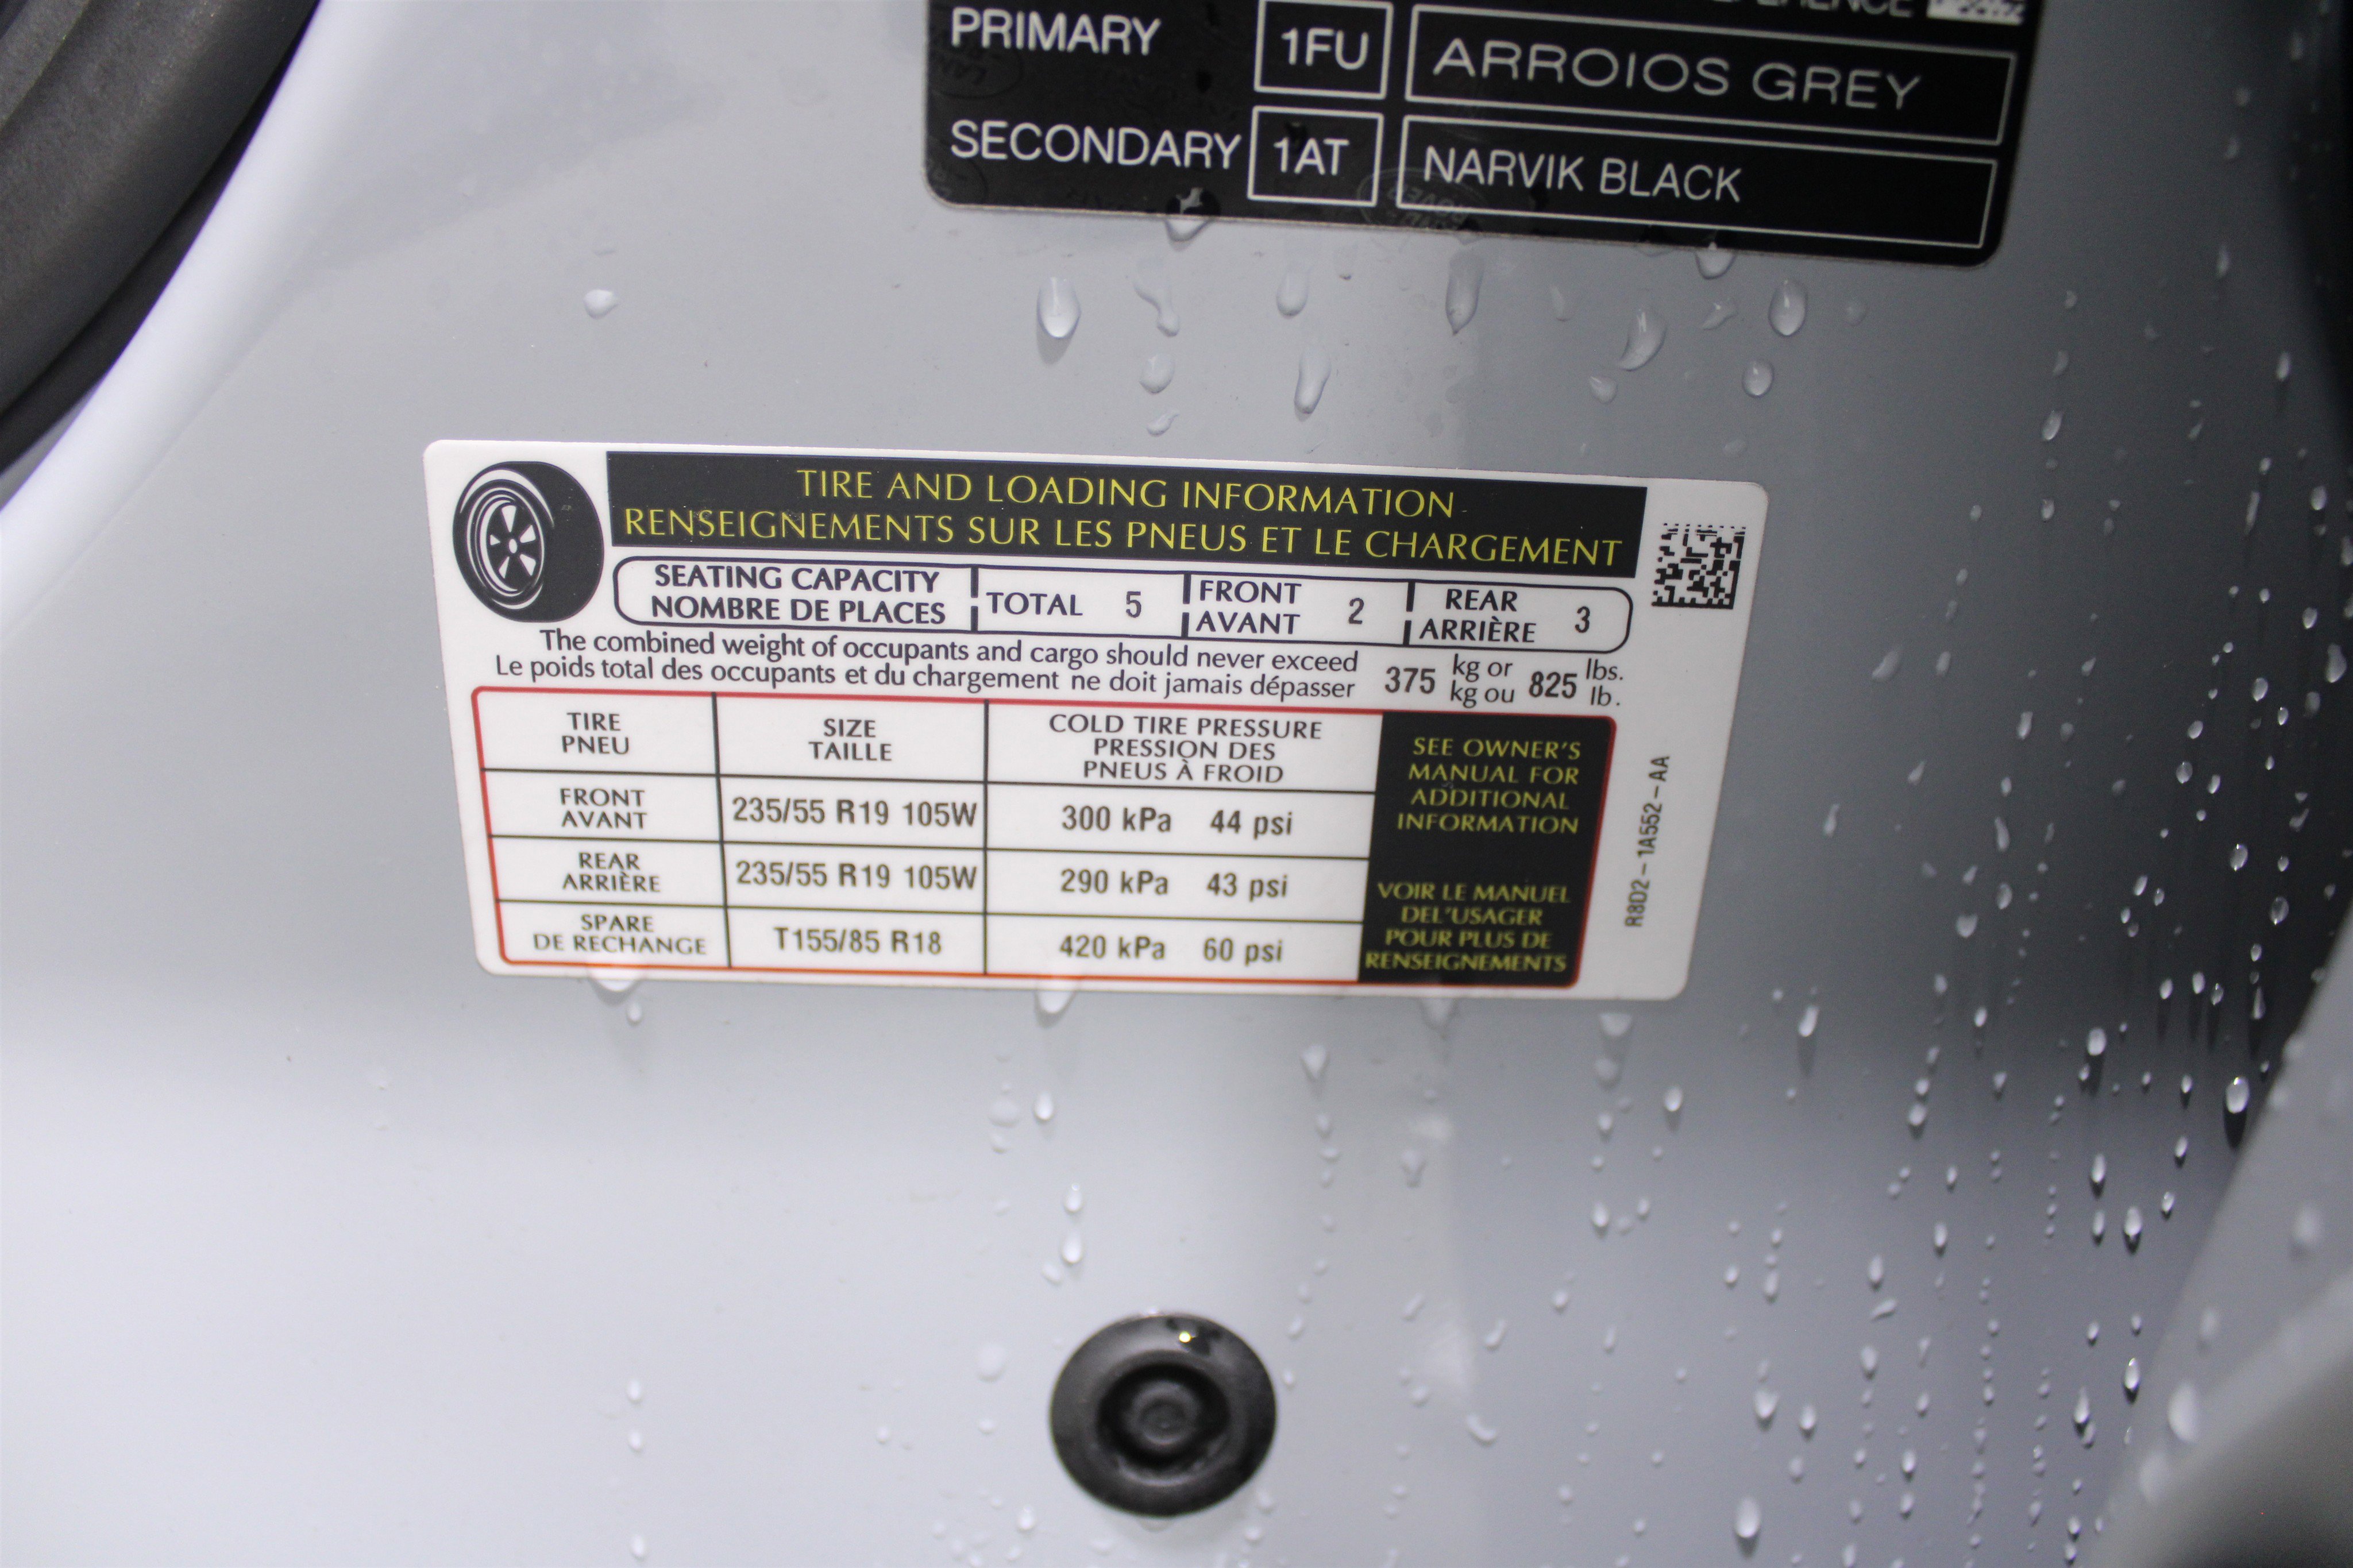 PRIMARY 1FU ARROIOS GREY
SECONDARY 1AT NARVIK BLACK
TIRE AND LOADING INFORMATION
RENSEIGNEMENTS SUR LES PNEUS ET LE CHARGEMENT
SEATING CAPACITY
NOMBRE DE PLACES
TOTAL 5
FRONT
AVANT
2
REAR
ARRIÈRE
3
The combined weight of occupants and cargo should never exceed
Le poids total des occupants et du chargement ne doit jamais dépasser
375
kg or
kg ou
825
lbs.
lb.
TIRE
PNEU
SIZE
TAILLE
COLD TIRE PRESSURE
PRESSION DES
PNEUS À FROID
FRONT
AVANT
235/55 R19 105W
300 kPa 44 psi
REAR
ARRIÈRE
235/55 R19 105W
290 kPa 43 psi
SPARE
DE RECHANGE
T155/85 R18
420 kPa 60 psi
SEE OWNER'S
MANUAL FOR
ADDITIONAL
INFORMATION
VOIR LE MANUEL
DEL'USAGER
POUR PLUS DE
RENSEIGNEMENTS
R8D2-1A552-AA